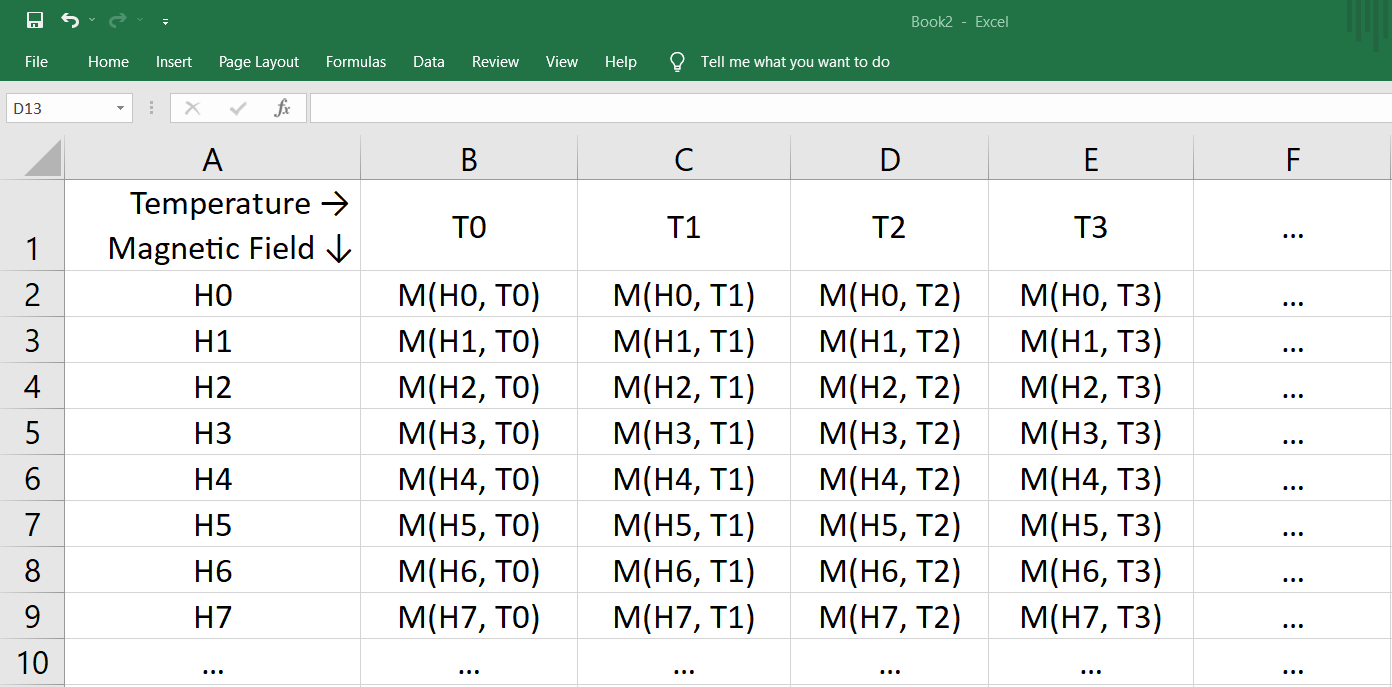 Book2 - Excel
File Home Insert Page Layout Formulas Data Review View Help Tell me what you want to do
D13 fx
A B C D E F
Temperature →
Magnetic Field ↓
1 T0 T1 T2 T3 ...
2 H0 M(H0, T0) M(H0, T1) M(H0, T2) M(H0, T3) ...
3 H1 M(H1, T0) M(H1, T1) M(H1, T2) M(H1, T3) ...
4 H2 M(H2, T0) M(H2, T1) M(H2, T2) M(H2, T3) ...
5 H3 M(H3, T0) M(H3, T1) M(H3, T2) M(H3, T3) ...
6 H4 M(H4, T0) M(H4, T1) M(H4, T2) M(H4, T3) ...
7 H5 M(H5, T0) M(H5, T1) M(H5, T2) M(H5, T3) ...
8 H6 M(H6, T0) M(H6, T1) M(H6, T2) M(H6, T3) ...
9 H7 M(H7, T0) M(H7, T1) M(H7, T2) M(H7, T3) ...
10 ... ... ... ... ... ...